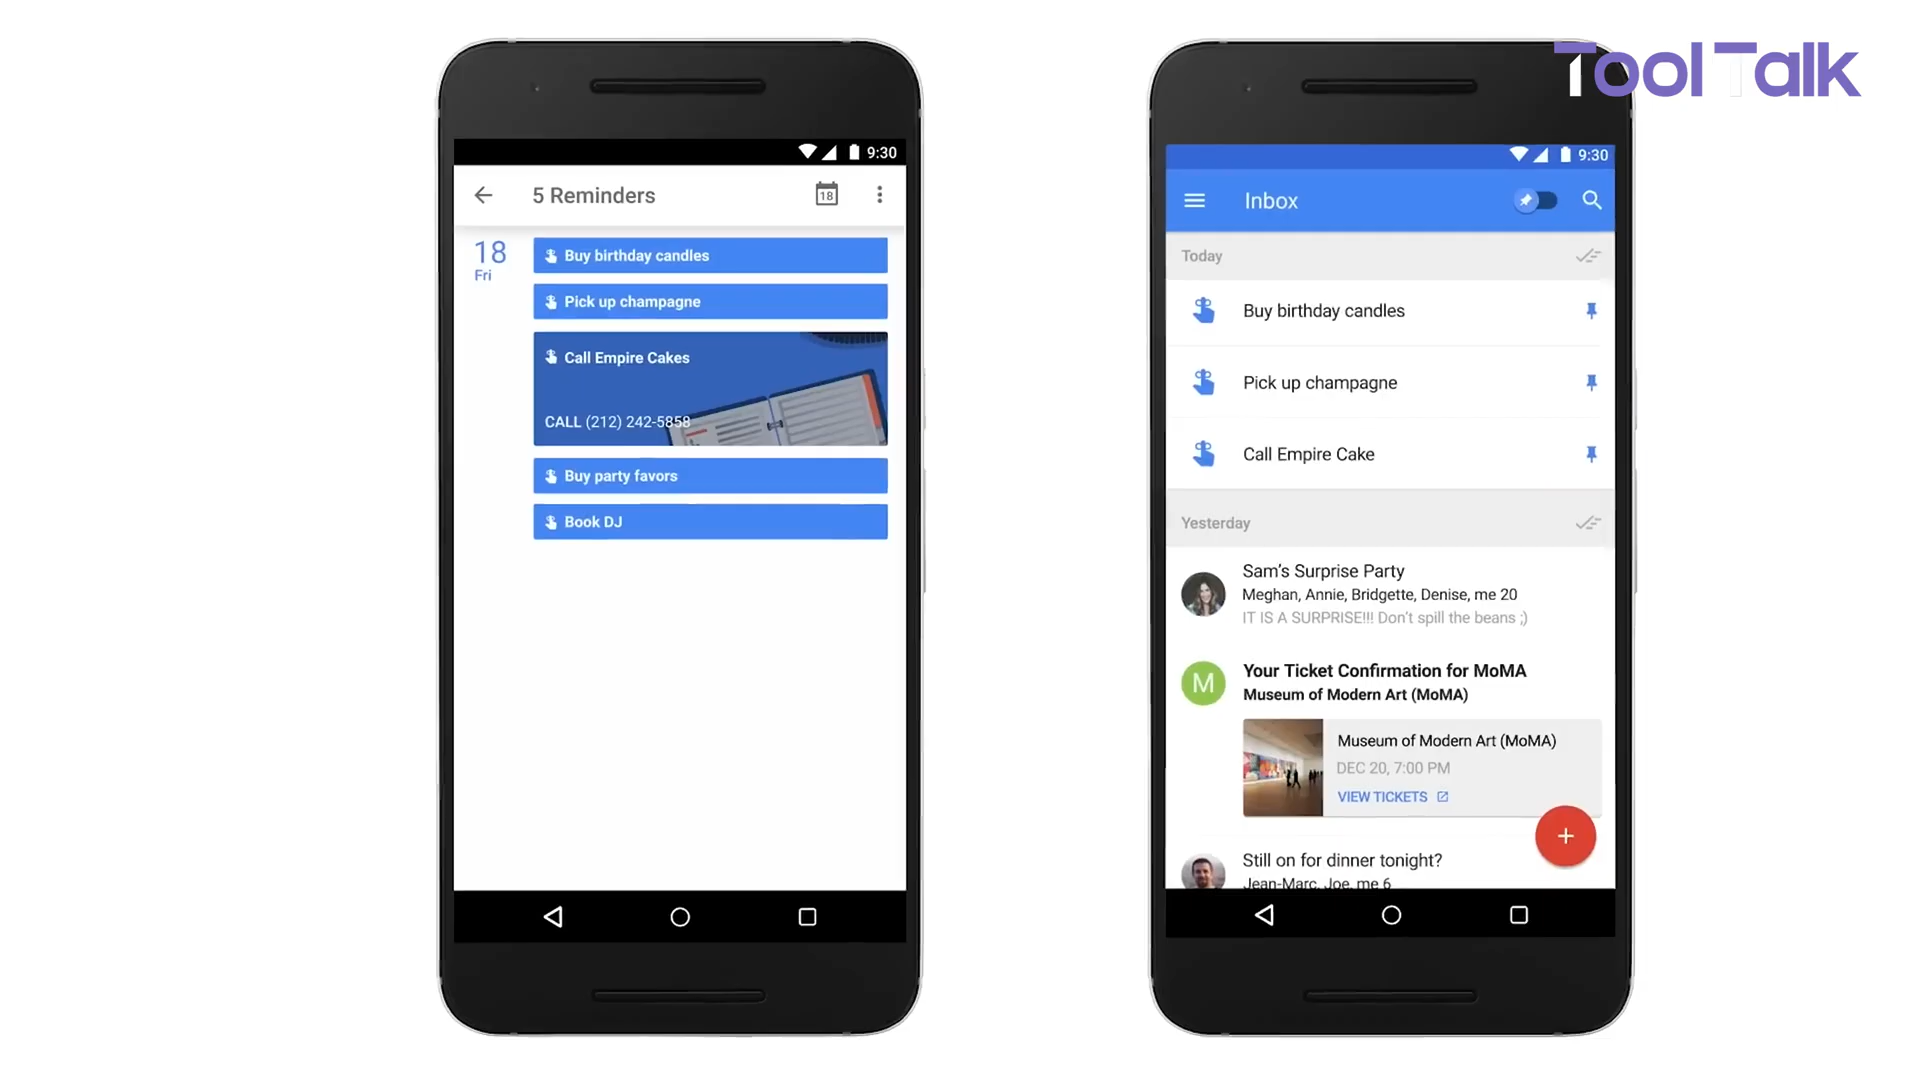 Tool Talk
9:30
5 Reminders
18
18
Fri
Buy birthday candles
Pick up champagne
Call Empire Cakes
CALL (212) 242-5858
Buy party favors
Book DJ
9:30
Inbox
Today
Buy birthday candles
Pick up champagne
Call Empire Cake
Yesterday
Sam's Surprise Party
Meghan, Annie, Bridgette, Denise, me 20
IT IS A SURPRISE!!! Don't spill the beans ;)
M
Your Ticket Confirmation for MoMA
Museum of Modern Art (MoMA)
Museum of Modern Art (MoMA)
DEC 20, 7:00 PM
VIEW TICKETS
+
Still on for dinner tonight?
Jean-Marc, Joe, me 6